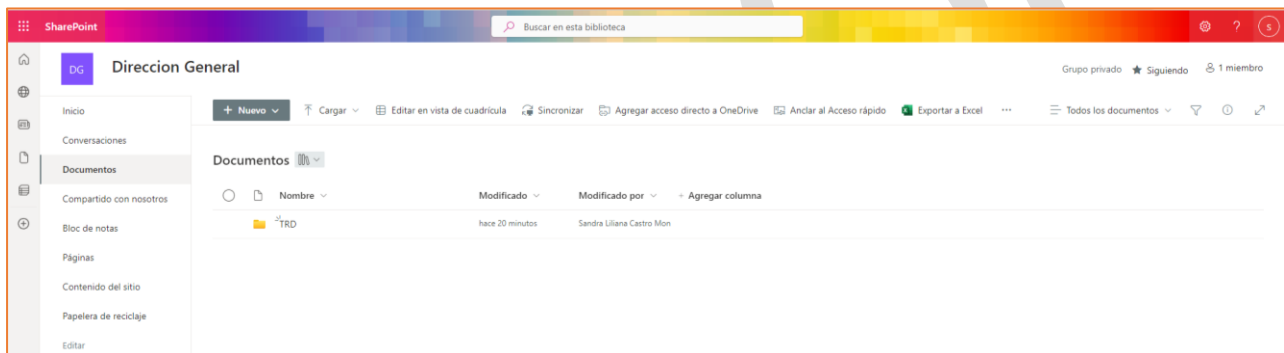 SharePoint
Buscar en esta biblioteca
?
S
DG
Direccion General
Grupo privado
Siguiendo
1 miembro
Inicio
Conversaciones
Documentos
Compartido con nosotros
Bloc de notas
Páginas
Contenido del sitio
Papelera de reciclaje
Editar
+ Nuevo
Cargar
Editar en vista de cuadrícula
Sincronizar
Agregar acceso directo a OneDrive
Anclar al Acceso rápido
Exportar a Excel
...
Todos los documentos
Documentos
Nombre
Modificado
Modificado por
+ Agregar columna
TRD
hace 20 minutos
Sandra Liliana Castro Mon